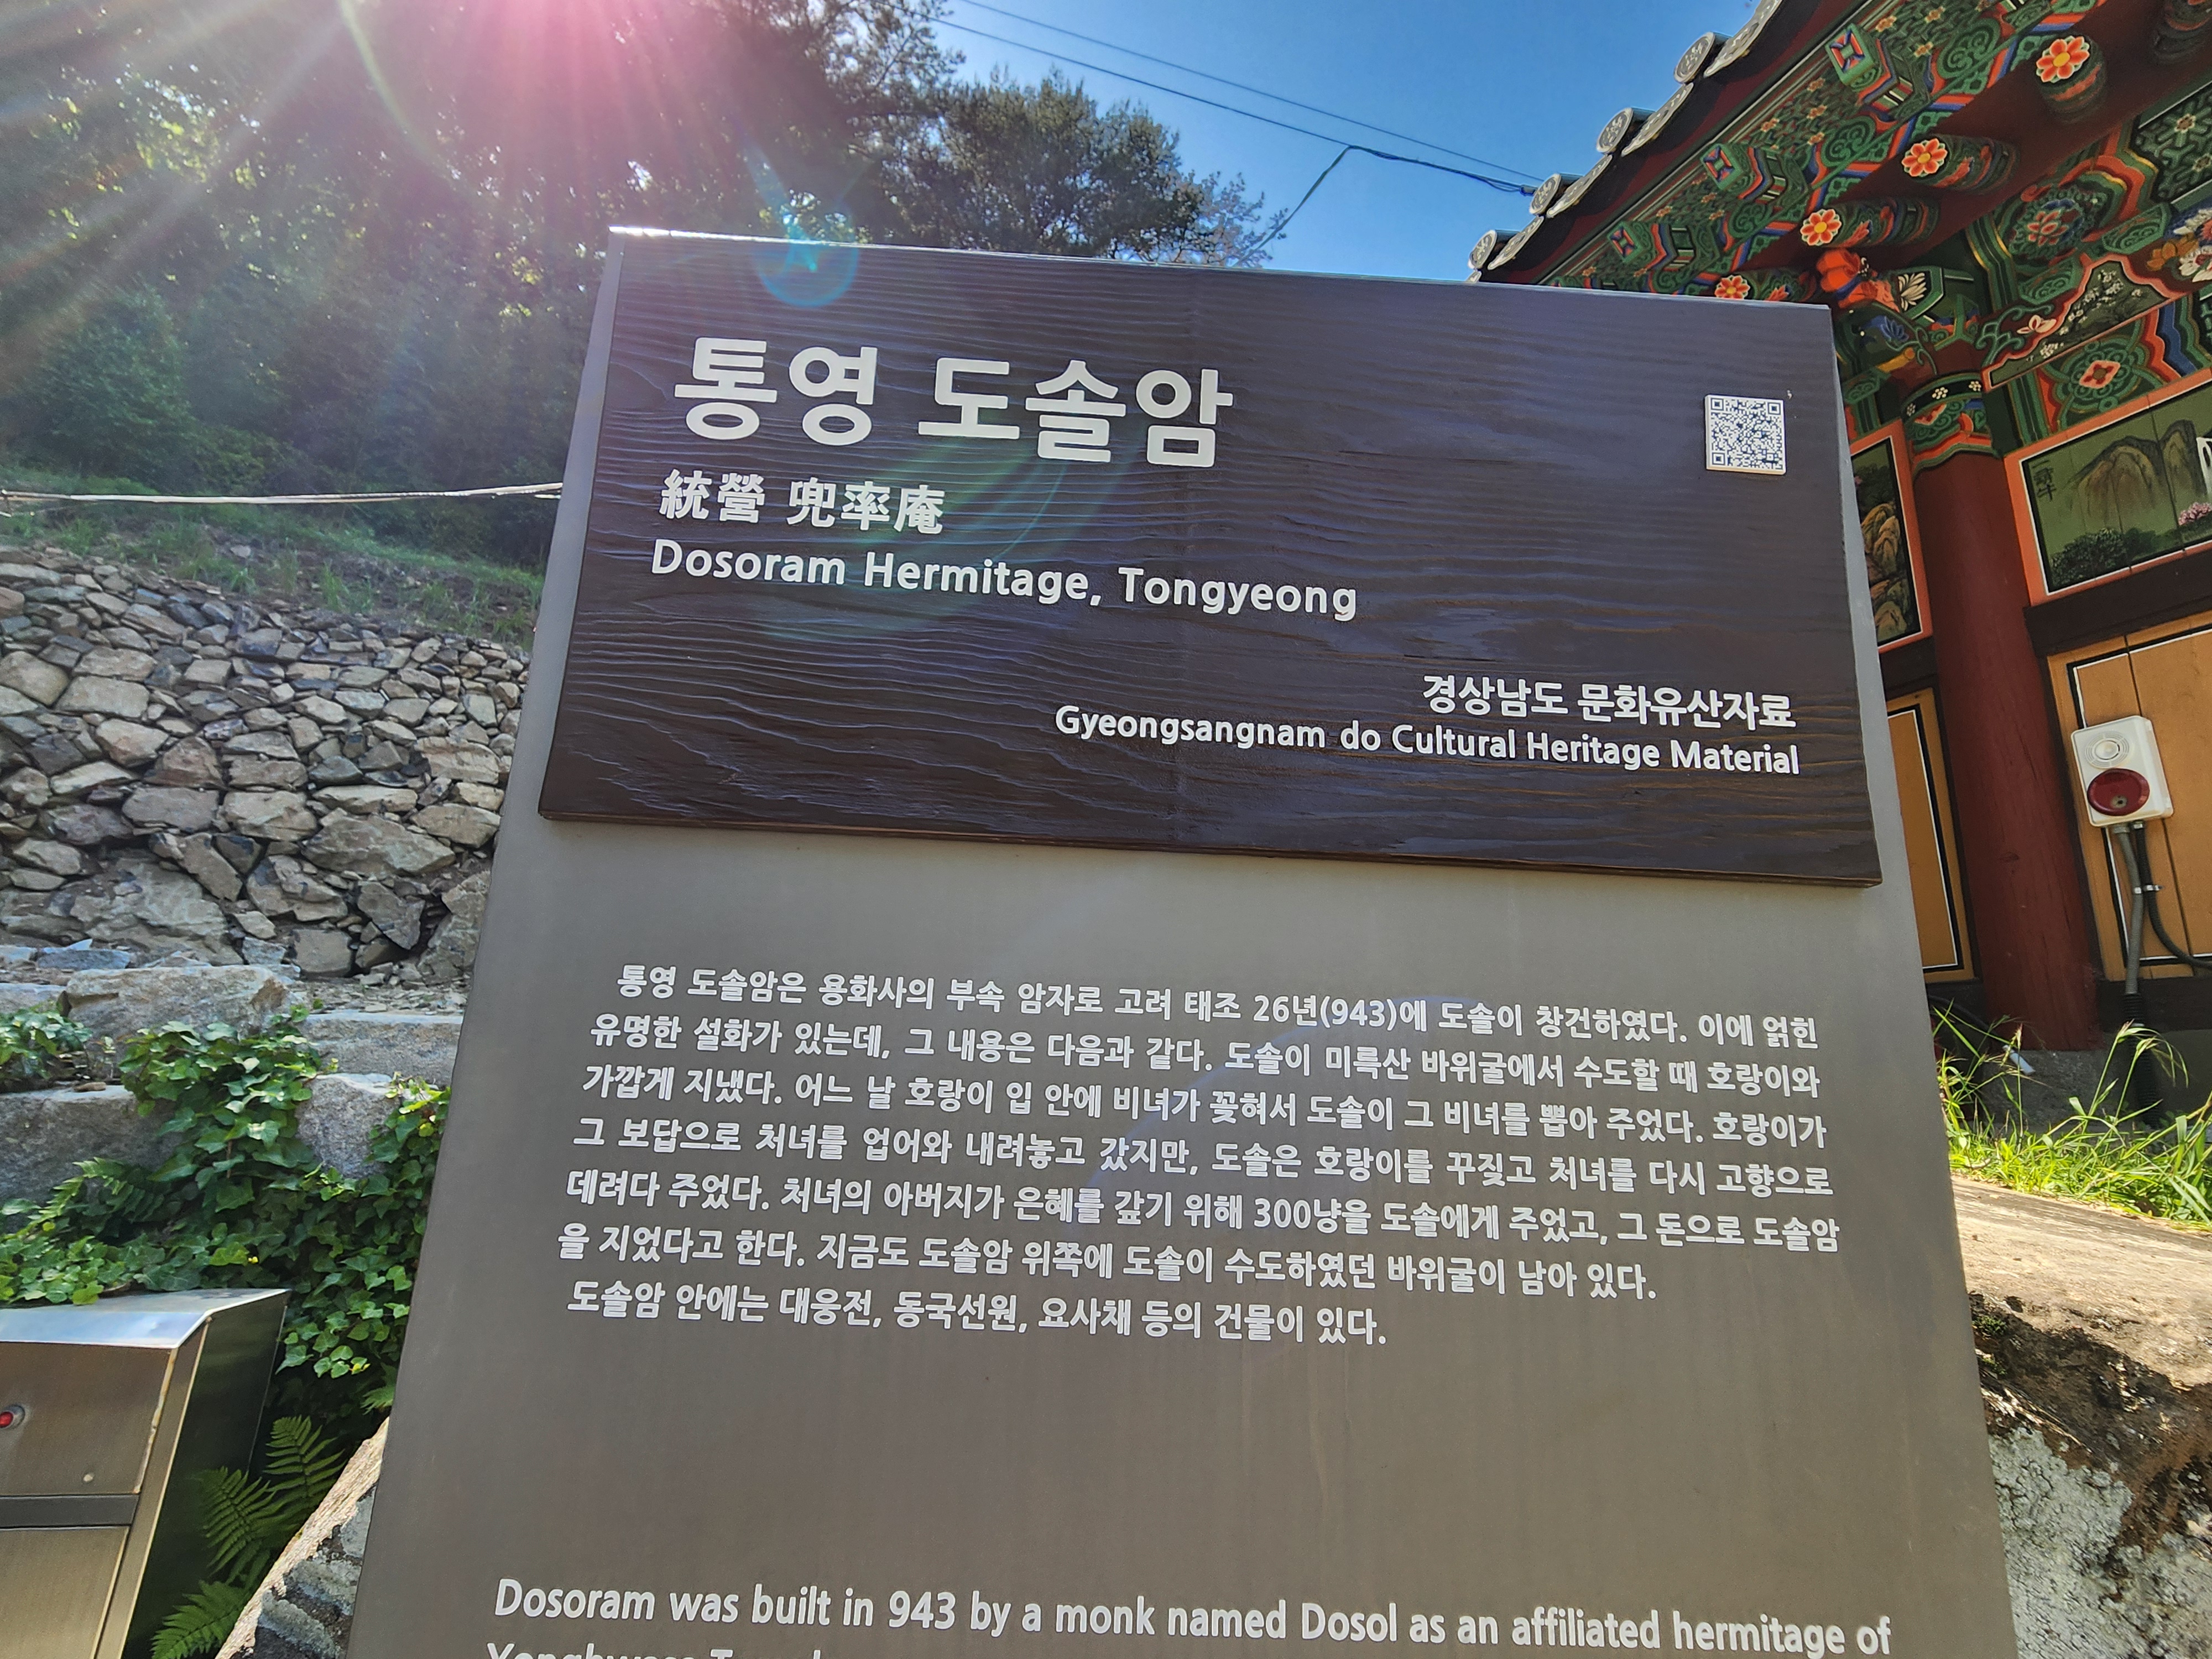 통영 도솔암
統營 兜率庵
Dosoram Hermitage, Tongyeong
경상남도 문화유산자료
Gyeongsangnam do Cultural Heritage Material
통영 도솔암은 용화사의 부속 암자로 고려 태조 26년(943)에 도솔이 창건하였다. 이에 얽힌
유명한 설화가 있는데, 그 내용은 다음과 같다. 도솔이 미륵산 바위굴에서 수도할 때 호랑이와
가깝게 지냈다. 어느 날 호랑이 입 안에 비녀가 꽂혀서 도솔이 그 비녀를 뽑아 주었다. 호랑이가
그 보답으로 처녀를 업어와 내려놓고 갔지만, 도솔은 호랑이를 꾸짖고 처녀를 다시 고향으로
데려다 주었다. 처녀의 아버지가 은혜를 갚기 위해 300냥을 도솔에게 주었고, 그 돈으로 도솔암
을 지었다고 한다. 지금도 도솔암 위쪽에 도솔이 수도하였던 바위굴이 남아 있다.
도솔암 안에는 대웅전, 동국선원, 요사채 등의 건물이 있다.
Dosoram was built in 943 by a monk named Dosol as an affiliated hermitage of